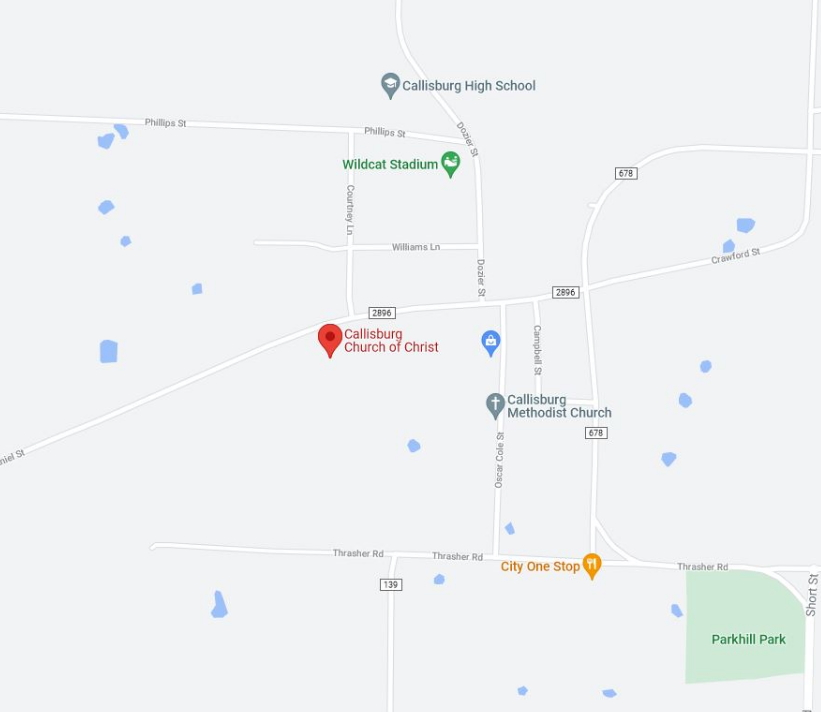 Callisburg High School
Phillips St
Phillips St
Dozier St
Wildcat Stadium
678
Courtney Ln
Williams Ln
Crawford St
Dozier St
2896
2896
Callisburg
Church of Christ
Campbell St
Callisburg
Methodist Church
678
niel St
Oscar Cole St
Thrasher Rd
Thrasher Rd
City One Stop
Thrasher Rd
139
Short St
Parkhill Park